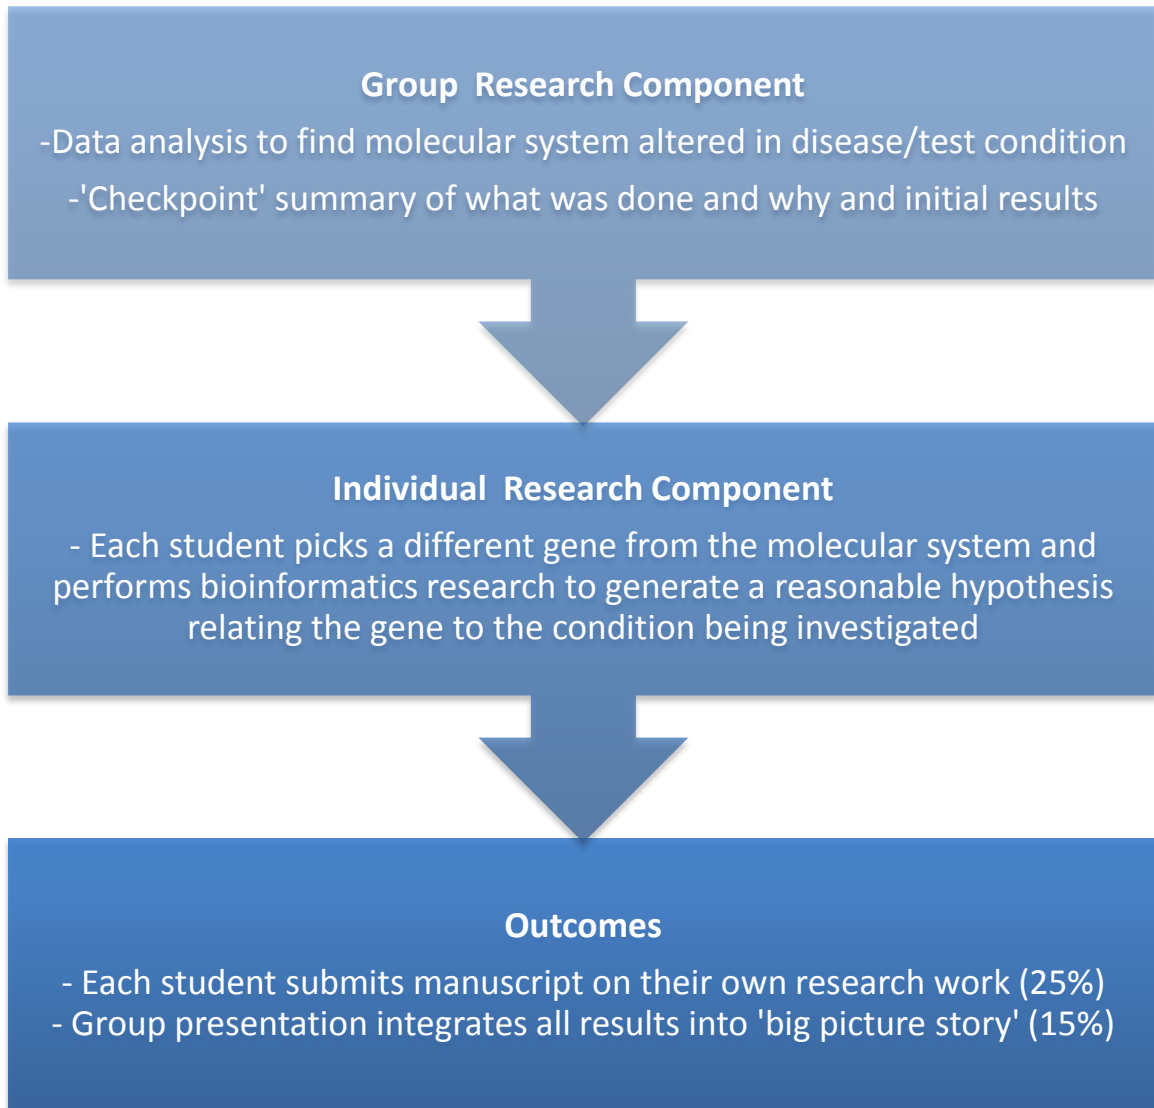 Group  Research Component
-Data analysis to find molecular system altered in disease/test condition
-'Checkpoint' summary of what was done and why and initial results
Individual  Research Component
- Each student picks a different gene from the molecular system and
performs bioinformatics research to generate a reasonable hypothesis
relating the gene to the condition being investigated
Outcomes
- Each student submits manuscript on their own research work (25%)
- Group presentation integrates all results into 'big picture story' (15%)